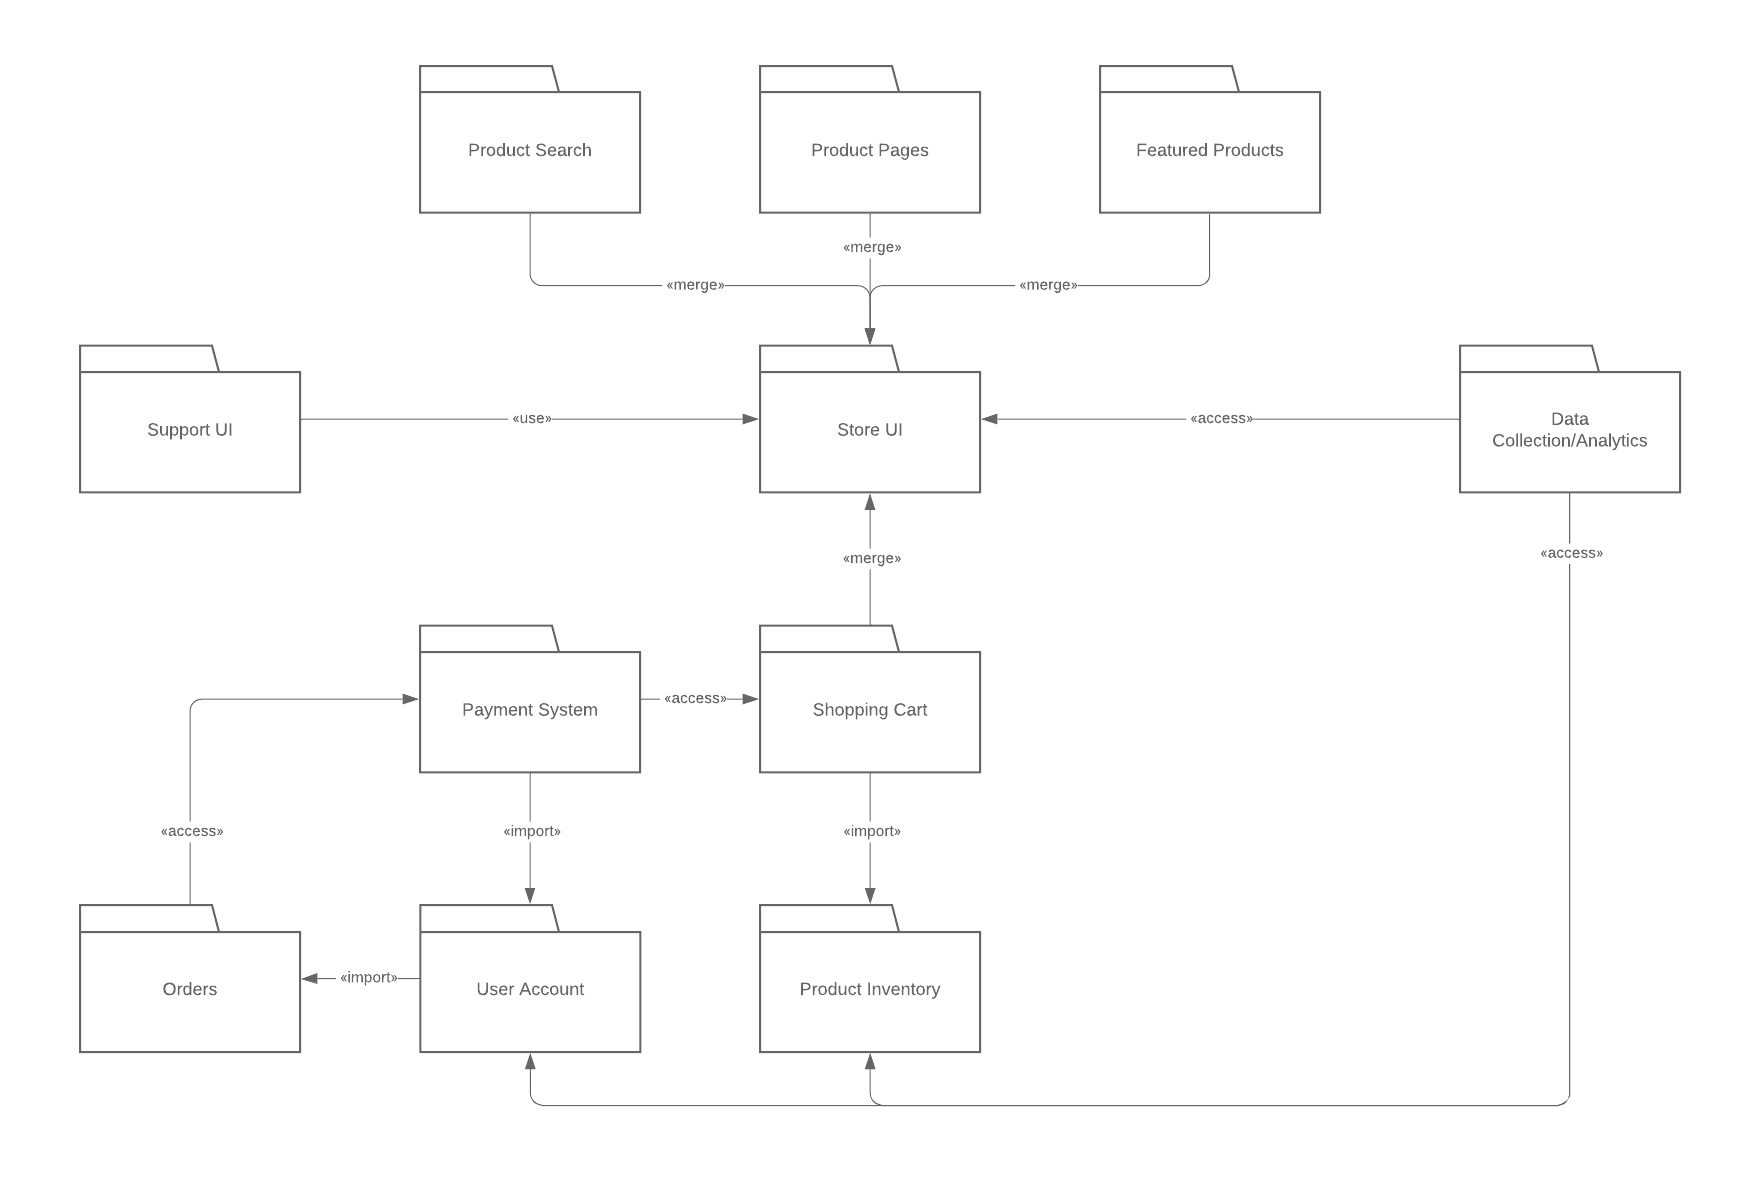 Product Search
Product Pages
Featured Products
«merge»
«merge»
«merge»
Support UI
«use»
Store UI
«access»
Data
Collection/Analytics
«merge»
«access»
Payment System
«access»
Shopping Cart
«access»
«import»
«import»
Orders
«import»
User Account
Product Inventory